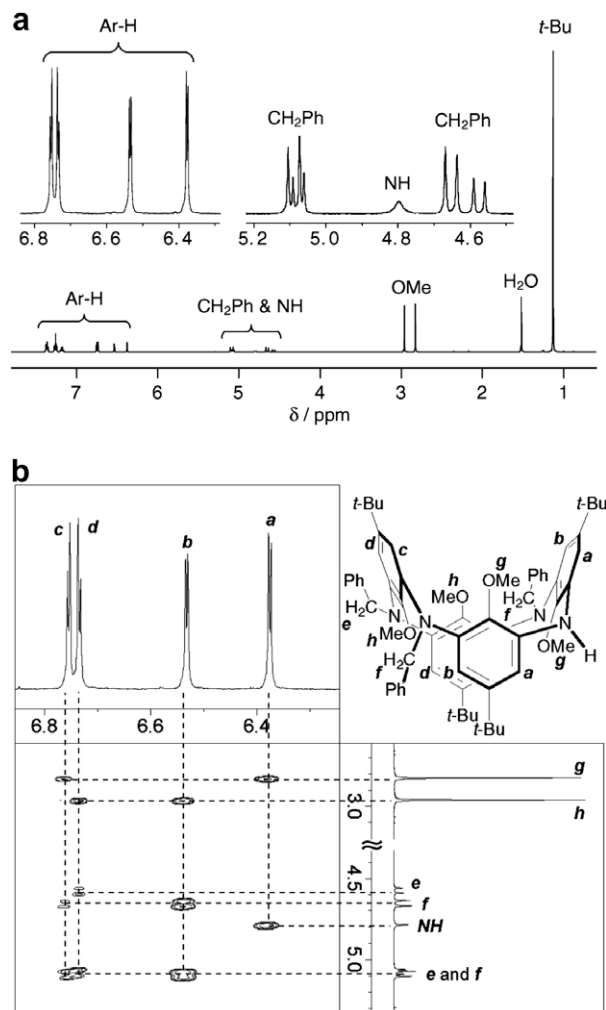 a
Ar-H
t-Bu
CH2Ph
CH2Ph
NH
6.8 6.6 6.4
5.2 5.0 4.8 4.6
Ar-H
CH2Ph & NH
OMe
H2O
7 6 5 4 3 2 1
δ / ppm
b
c d b a
6.8 6.6 6.4
t-Bu
t-Bu
d c
b a
g
h OMe
Ph
MeO
Ph
H2C
N
N
H2C
f
N
N
e
h MeO
OMe
g
H
H2C
f
d b
a
Ph
t-Bu
t-Bu
g
3.0
h
4.5
e
f
NH
5.0
e and f